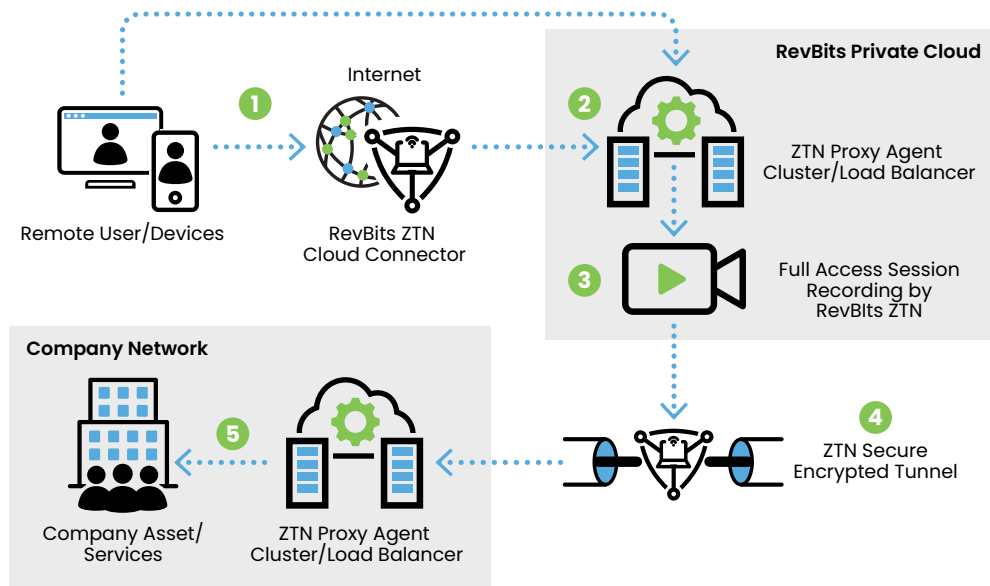 RevBits Private Cloud
Internet
1
2
ZTN Proxy Agent
Cluster/Load Balancer
Remote User/Devices
RevBits ZTN
Cloud Connector
3
Full Access Session
Recording by
RevBIts ZTN
Company Network
4
ZTN Secure
Encrypted Tunnel
5
Company Asset/
Services
ZTN Proxy Agent
Cluster/Load Balancer